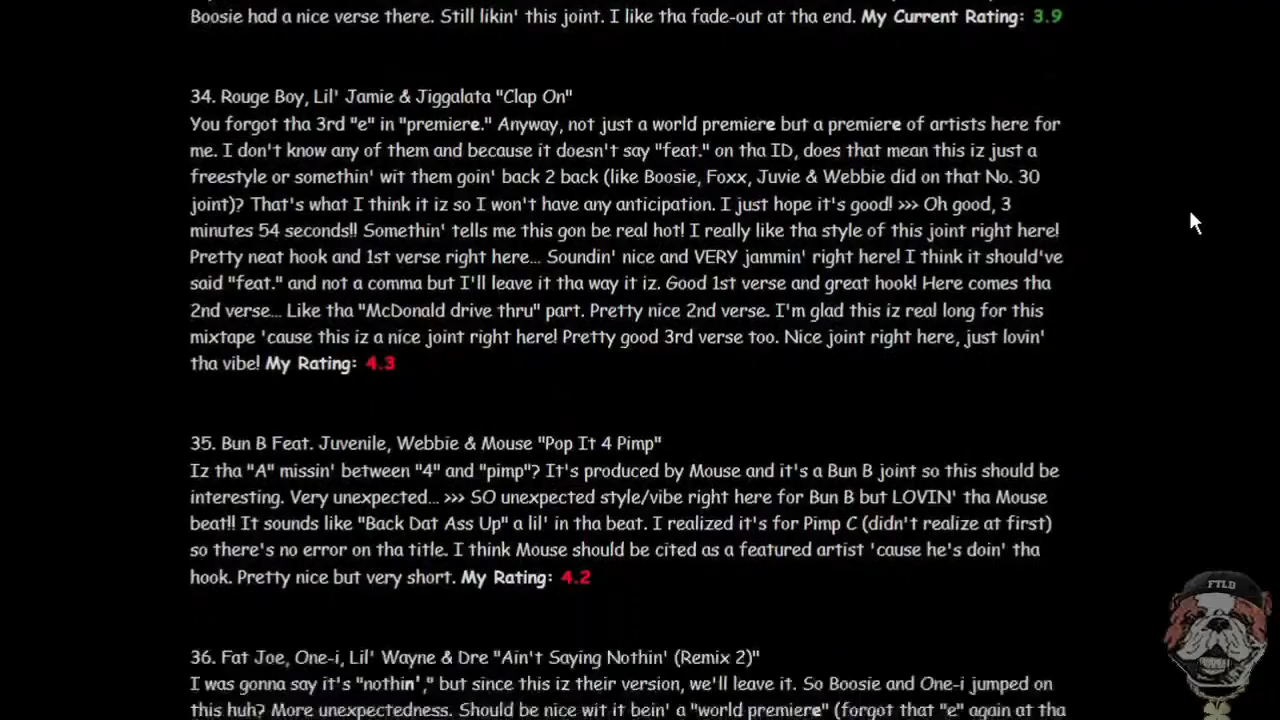 Boosie had a nice verse there. Still likin' this joint. I like tha fade-out at tha end. My Current Rating: 3.9
34. Rouge Boy, Lil' Jamie & Jiggalata "Clap On"
You forgot tha 3rd "e" in "premiere." Anyway, not just a world premiere but a premiere of artists here for
me. I don't know any of them and because it doesn't say "feat." on tha ID, does that mean this iz just a
freestyle or somethin' wit them goin' back 2 back (like Boosie, Foxx, Juvie & Webbie did on that No. 30
joint)? That's what I think it iz so I won't have any anticipation. I just hope it's good! >>> Oh good, 3
minutes 54 seconds!! Somethin' tells me this gon be real hot! I really like tha style of this joint right here!
Pretty neat hook and 1st verse right here... Soundin' nice and VERY jammin' right here! I think it should've
said "feat." and not a comma but I'll leave it tha way it iz. Good 1st verse and great hook! Here comes tha
2nd verse... Like tha "McDonald drive thru" part. Pretty nice 2nd verse. I'm glad this iz real long for this
mixtape 'cause this iz a nice joint right here! Pretty good 3rd verse too. Nice joint right here, just lovin'
tha vibe! My Rating: 4.3
35. Bun B Feat. Juvenile, Webbie & Mouse "Pop It 4 Pimp"
Iz tha "A" missin' between "4" and "pimp"? It's produced by Mouse and it's a Bun B joint so this should be
interesting. Very unexpected... >>> SO unexpected style/vibe right here for Bun B but LOVIN' tha Mouse
beat!! It sounds like "Back Dat Ass Up" a lil' in tha beat. I realized it's for Pimp C (didn't realize at first)
so there's no error on tha title. I think Mouse should be cited as a featured artist 'cause he's doin' tha
hook. Pretty nice but very short. My Rating: 4.2
36. Fat Joe, One-i, Lil' Wayne & Dre "Ain't Saying Nothin' (Remix 2)"
I was gonna say it's "nothin'," but since this iz their version, we'll leave it. So Boosie and One-i jumped on
this huh? More unexpectedness. Should be nice wit it bein' a "world premiere" (forgot that "e" again at tha
FTLD